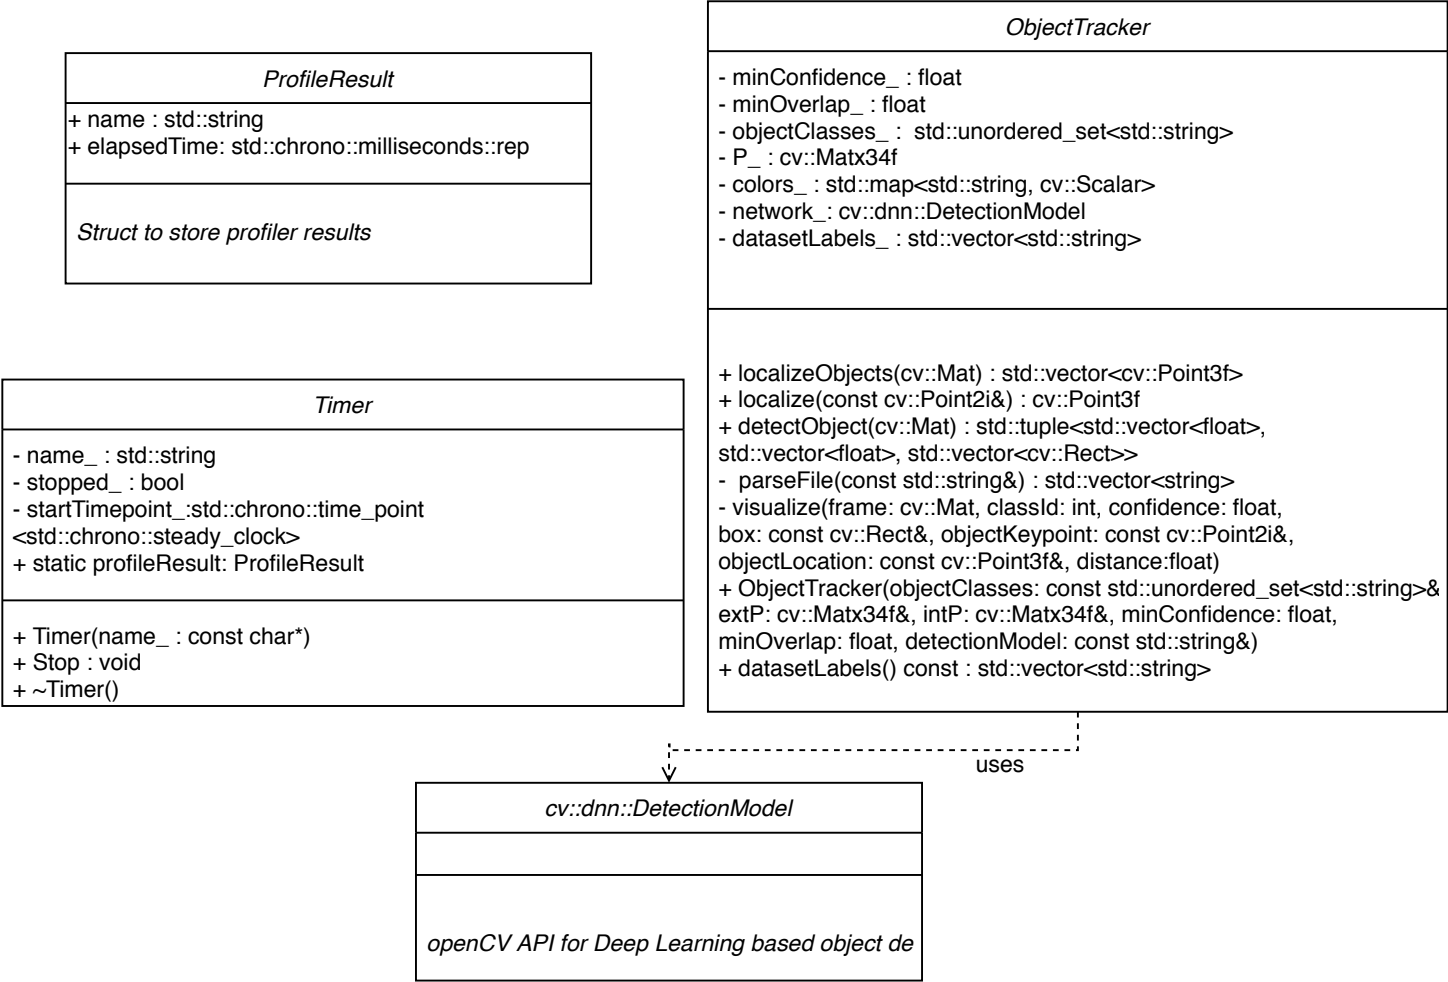 ProfileResult
+ name : std::string
+ elapsedTime: std::chrono::milliseconds::rep
Struct to store profiler results
ObjectTracker
- minConfidence_ : float
- minOverlap_ : float
- objectClasses_ :  std::unordered_set<std::string>
- P_ : cv::Matx34f
- colors_ : std::map<std::string, cv::Scalar>
- network_: cv::dnn::DetectionModel
- datasetLabels_ : std::vector<std::string>
+ localizeObjects(cv::Mat) : std::vector<cv::Point3f>
+ localize(const cv::Point2i&) : cv::Point3f
+ detectObject(cv::Mat) : std::tuple<std::vector<float>,
std::vector<float>, std::vector<cv::Rect>>
-  parseFile(const std::string&) : std::vector<string>
- visualize(frame: cv::Mat, classId: int, confidence: float,
box: const cv::Rect&, objectKeypoint: const cv::Point2i&,
objectLocation: const cv::Point3f&, distance:float)
+ ObjectTracker(objectClasses: const std::unordered_set<std::string>&
extP: cv::Matx34f&, intP: cv::Matx34f&, minConfidence: float,
minOverlap: float, detectionModel: const std::string&)
+ datasetLabels() const : std::vector<std::string>
Timer
- name_ : std::string
- stopped_ : bool
- startTimepoint_:std::chrono::time_point
<std::chrono::steady_clock>
+ static profileResult: ProfileResult
+ Timer(name_ : const char*)
+ Stop : void
+ ~Timer()
uses
cv::dnn::DetectionModel
openCV API for Deep Learning based object de